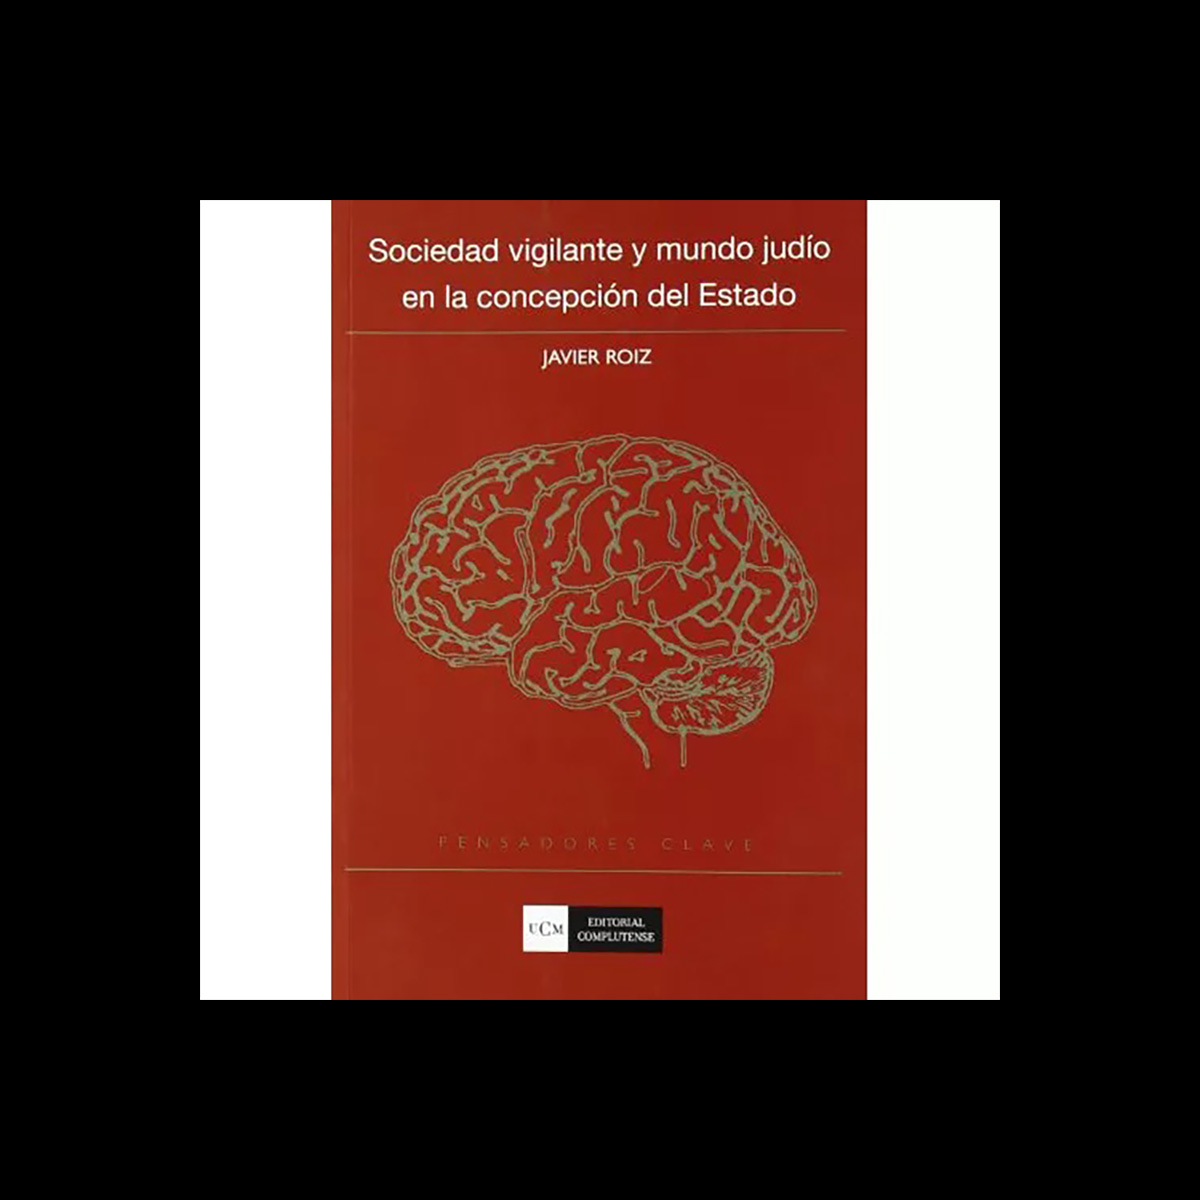 Sociedad vigilante y mundo judío
en la concepción del Estado
JAVIER ROIZ
PENSADORES CLAVE
UCM
EDITORIAL
COMPLUTENSE